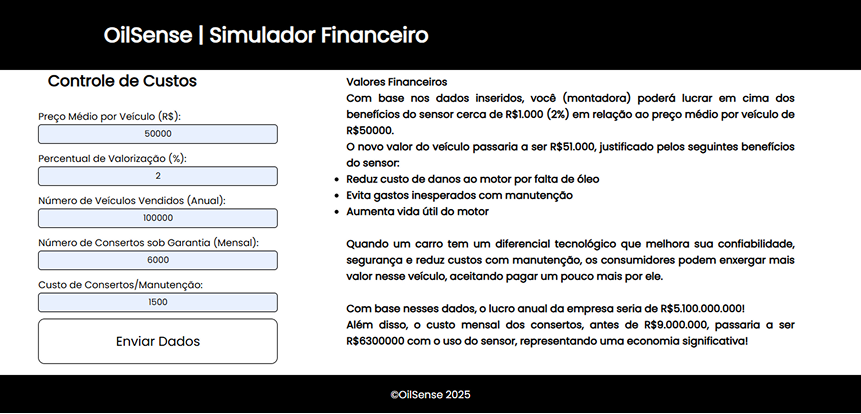 OilSense | Simulador Financeiro
Controle de Custos
Preço Médio por Veículo (R$):
50000
Percentual de Valorização (%):
2
Número de Veículos Vendidos (Anual):
100000
Número de Consertos sob Garantia (Mensal):
6000
Custo de Consertos/Manutenção:
1500
Enviar Dados
Valores Financeiros
Com base nos dados inseridos, você (montadora) poderá lucrar em cima dos
benefícios do sensor cerca de R$1.000 (2%) em relação ao preço médio por veículo de
R$50000.
O novo valor do veículo passaria a ser R$51.000, justificado pelos seguintes benefícios
do sensor:
• Reduz custo de danos ao motor por falta de óleo
• Evita gastos inesperados com manutenção
• Aumenta vida útil do motor
Quando um carro tem um diferencial tecnológico que melhora sua confiabilidade,
segurança e reduz custos com manutenção, os consumidores podem enxergar mais
valor nesse veículo, aceitando pagar um pouco mais por ele.
Com base nesses dados, o lucro anual da empresa seria de R$5.100.000.000!
Além disso, o custo mensal dos consertos, antes de R$9.000.000, passaria a ser
R$6300000 com o uso do sensor, representando uma economia significativa!
©OilSense 2025